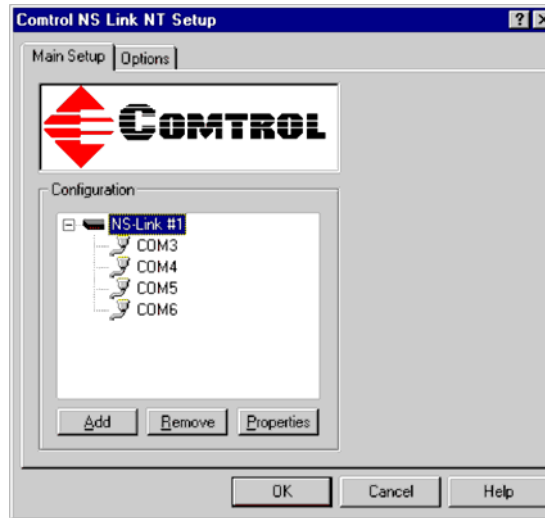 Comtrol NS Link NT Setup
Main Setup Options
COMTROL
Configuration
NS-Link #1
COM3
COM4
COM5
COM6
Add Remove Properties
OK Cancel Help